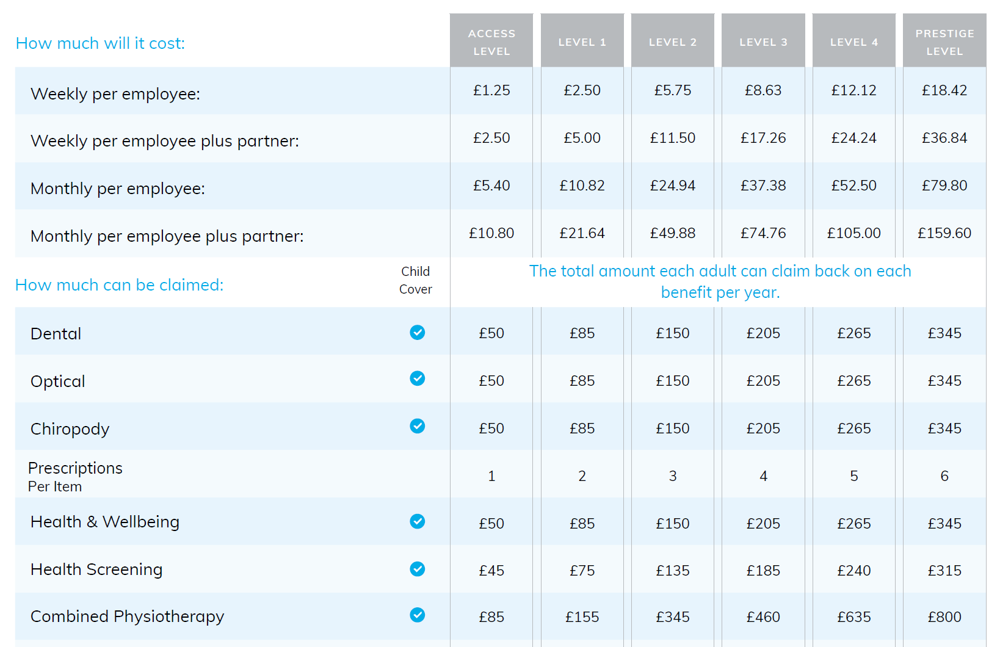 How much will it cost: ACCESS LEVEL LEVEL 1 LEVEL 2 LEVEL 3 LEVEL 4 PRESTIGE LEVEL
Weekly per employee: £1.25 £2.50 £5.75 £8.63 £12.12 £18.42
Weekly per employee plus partner: £2.50 £5.00 £11.50 £17.26 £24.24 £36.84
Monthly per employee: £5.40 £10.82 £24.94 £37.38 £52.50 £79.80
Monthly per employee plus partner: £10.80 £21.64 £49.88 £74.76 £105.00 £159.60
How much can be claimed: Child Cover The total amount each adult can claim back on each
benefit per year.
Dental £50 £85 £150 £205 £265 £345
Optical £50 £85 £150 £205 £265 £345
Chiropody £50 £85 £150 £205 £265 £345
Prescriptions
Per Item 1 2 3 4 5 6
Health & Wellbeing £50 £85 £150 £205 £265 £345
Health Screening £45 £75 £135 £185 £240 £315
Combined Physiotherapy £85 £155 £345 £460 £635 £800